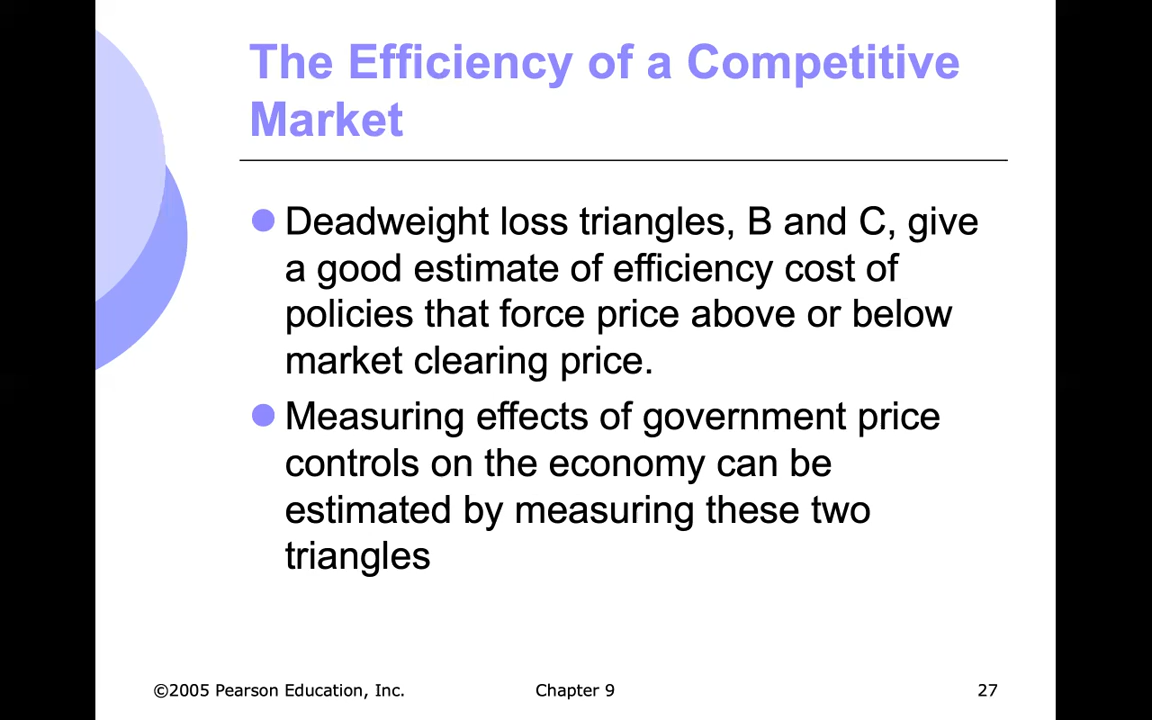 The Efficiency of a Competitive
Market
Deadweight loss triangles, B and C, give
a good estimate of efficiency cost of
policies that force price above or below
market clearing price.
Measuring effects of government price
controls on the economy can be
estimated by measuring these two
triangles
©2005 Pearson Education, Inc.
Chapter 9
27